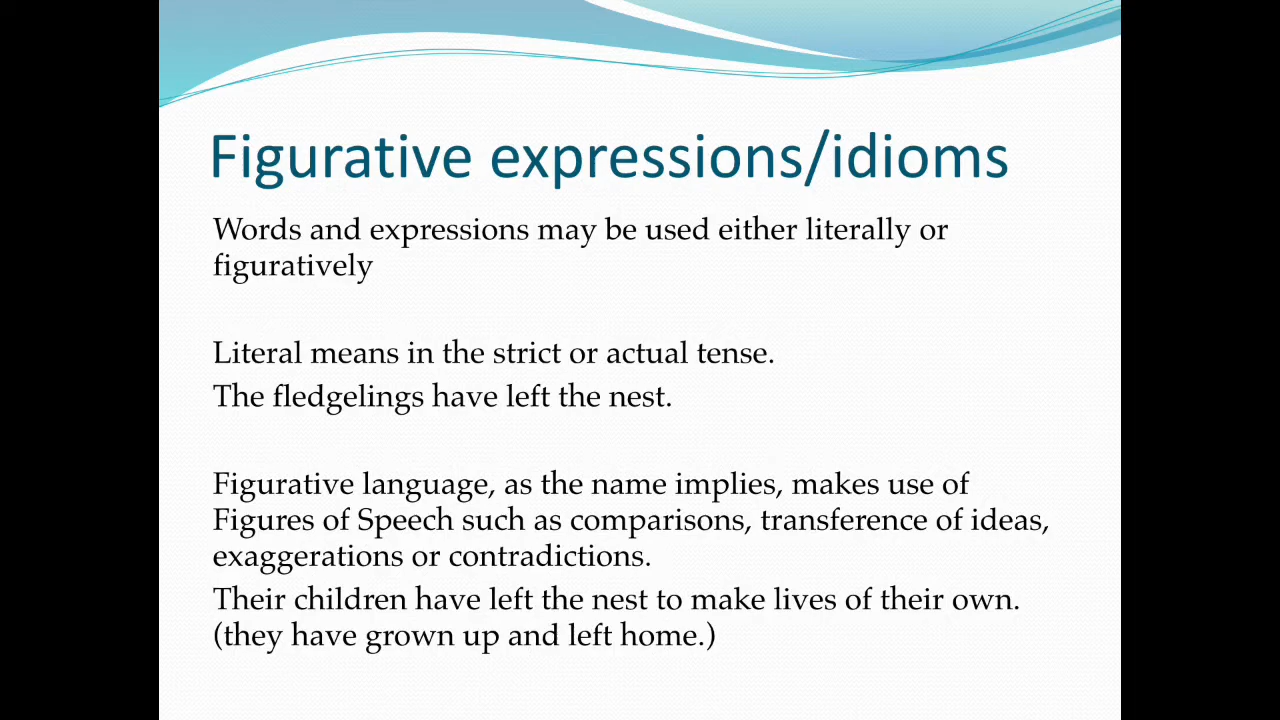 Figurative expressions/idioms
Words and expressions may be used either literally or
figuratively
Literal means in the strict or actual tense.
The fledgelings have left the nest.
Figurative language, as the name implies, makes use of
Figures of Speech such as comparisons, transference of ideas,
exaggerations or contradictions.
Their children have left the nest to make lives of their own.
(they have grown up and left home.)